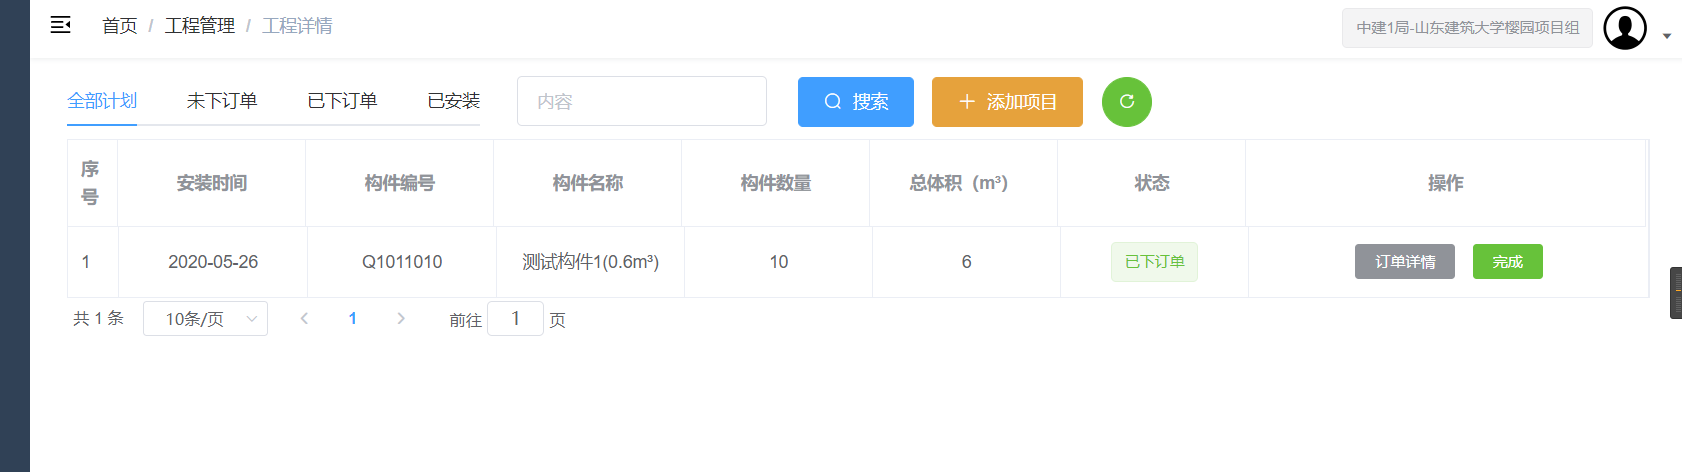 首页 / 工程管理 / 工程详情
中建1局-山东建筑大学樱园项目组
全部计划 未下订单 已下订单 已安装 内容 搜索 添加项目
序号 安装时间 构件编号 构件名称 构件数量 总体积（m³） 状态 操作
1 2020-05-26 Q1011010 测试构件1(0.6m³) 10 6 已下订单 订单详情 完成
共 1 条 10条/页 1 前往 1 页